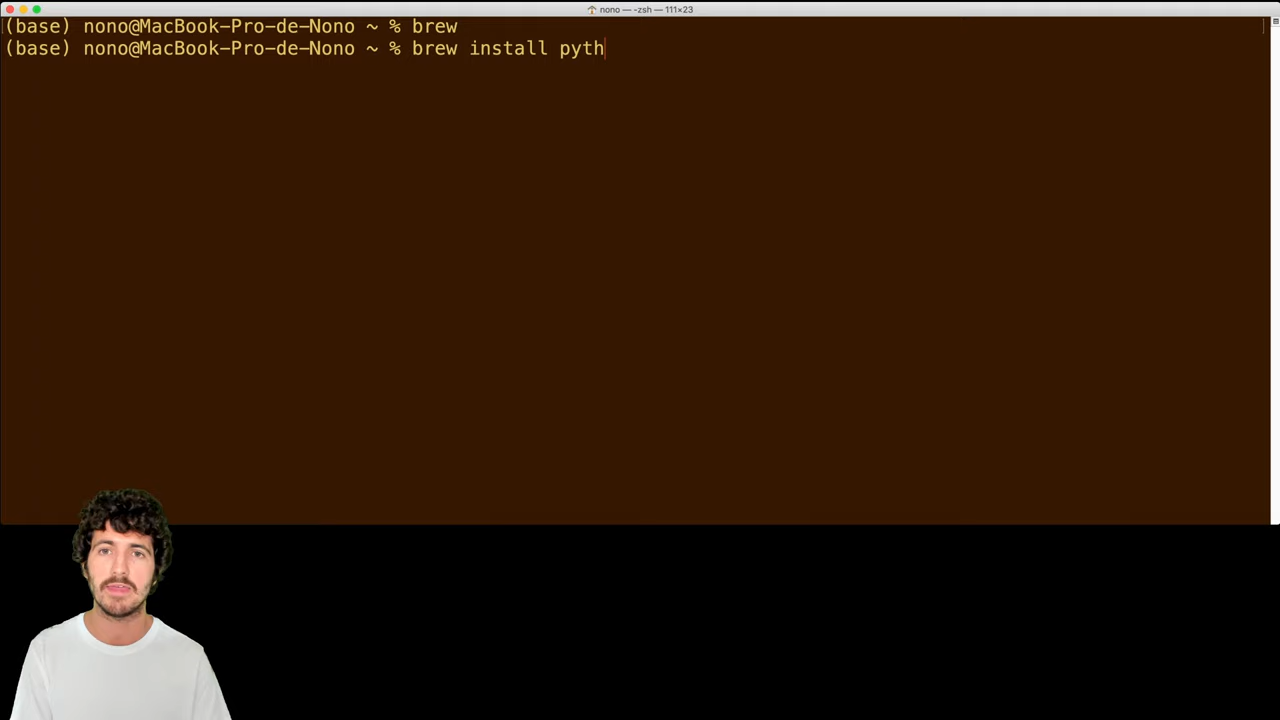 nono — -zsh — 111×23
(base) nono@MacBook-Pro-de-Nono ~ % brew
(base) nono@MacBook-Pro-de-Nono ~ % brew install pyth